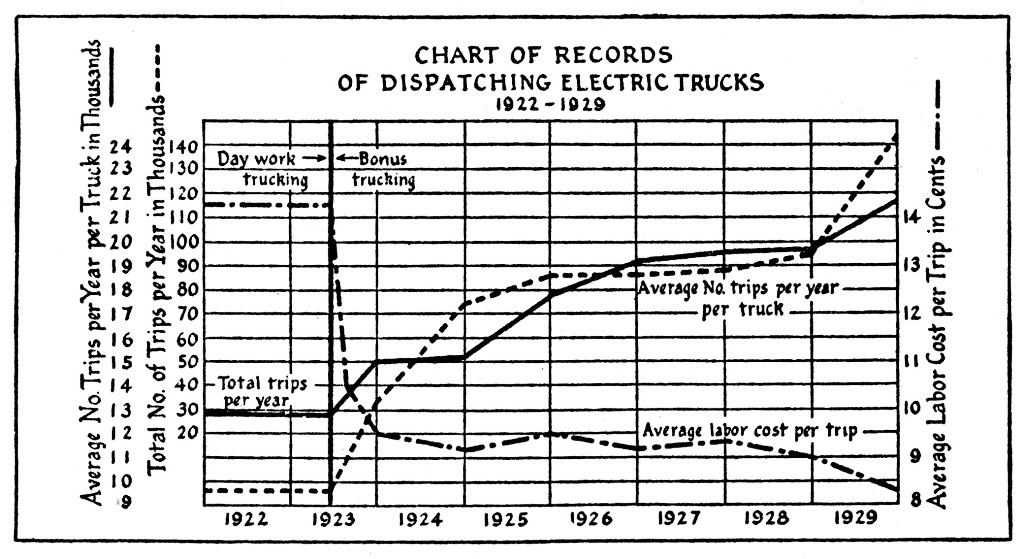 CHART OF RECORDS
OF DISPATCHING ELECTRIC TRUCKS
1922 - 1929
Average No. Trips per Year per Truck in Thousands
Total No. of Trips per Year in Thousands
24
23
22
21
20
19
18
17
16
15
14
13
12
11
10
9
140
130
120
110
100
90
80
70
60
50
40
30
20
Day work
trucking
Bonus
trucking
Average No. trips per year
per truck
Total trips
per year
Average labor cost per trip
14
13
12
11
10
9
8
Average Labor Cost per Trip in Cents
1922 1923 1924 1925 1926 1927 1928 1929